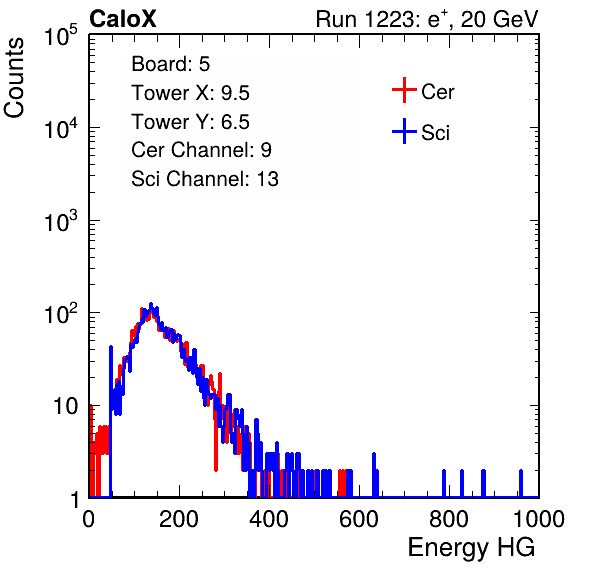 CaloX Run 1223: e⁺, 20 GeV
Counts
10⁵
10⁴
10³
10²
10
1
Board: 5
Tower X: 9.5
Tower Y: 6.5
Cer Channel: 9
Sci Channel: 13
Cer
Sci
0 200 400 600 800 1000
Energy HG